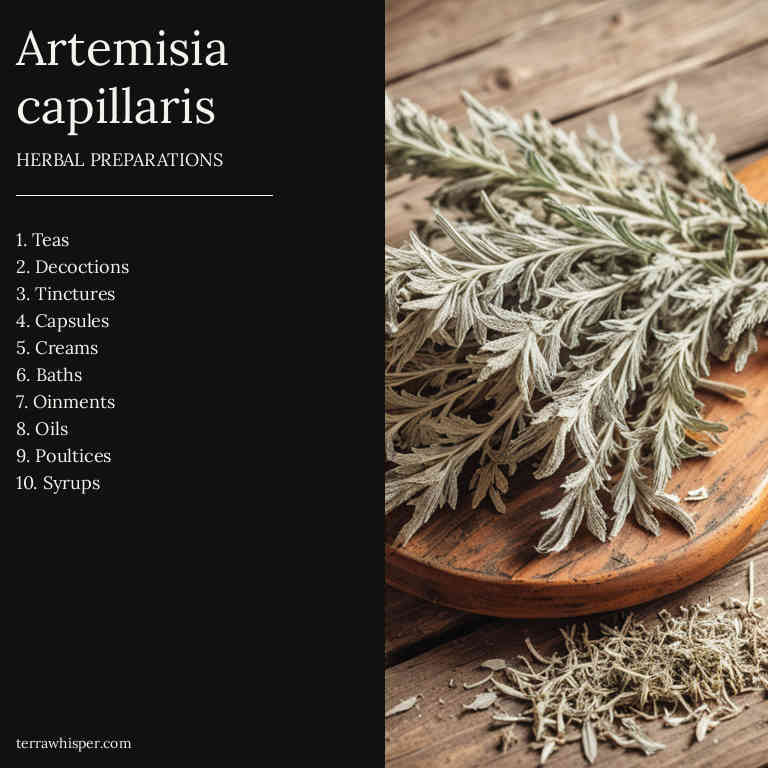 Artemisia
capillaris
HERBAL PREPARATIONS
1. Teas
2. Decoctions
3. Tinctures
4. Capsules
5. Creams
6. Baths
7. Oinments
8. Oils
9. Poultices
10. Syrups
terrawhisper.com